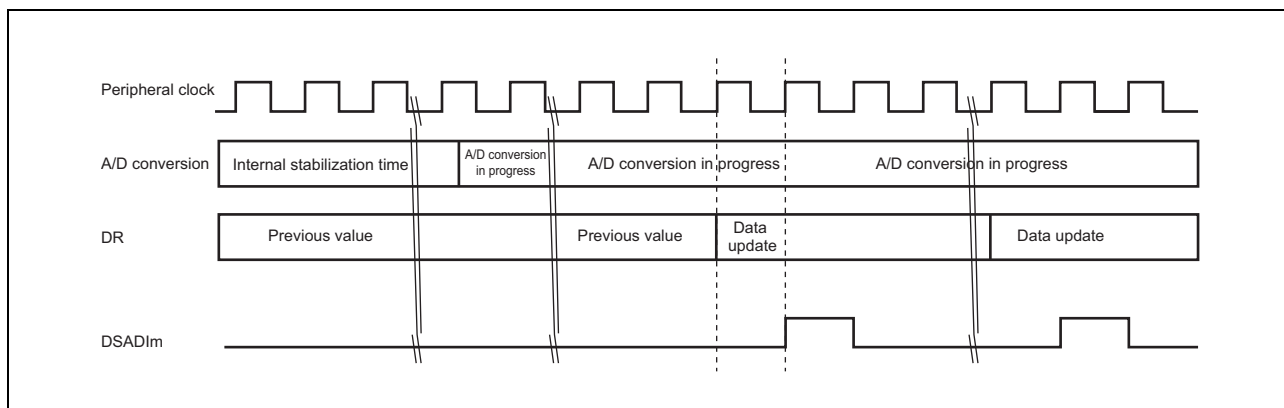 Peripheral clock
A/D conversion
Internal stabilization time
A/D conversion
in progress
A/D conversion in progress
A/D conversion in progress
DR
Previous value
Previous value
Data
update
Data update
DSADIm